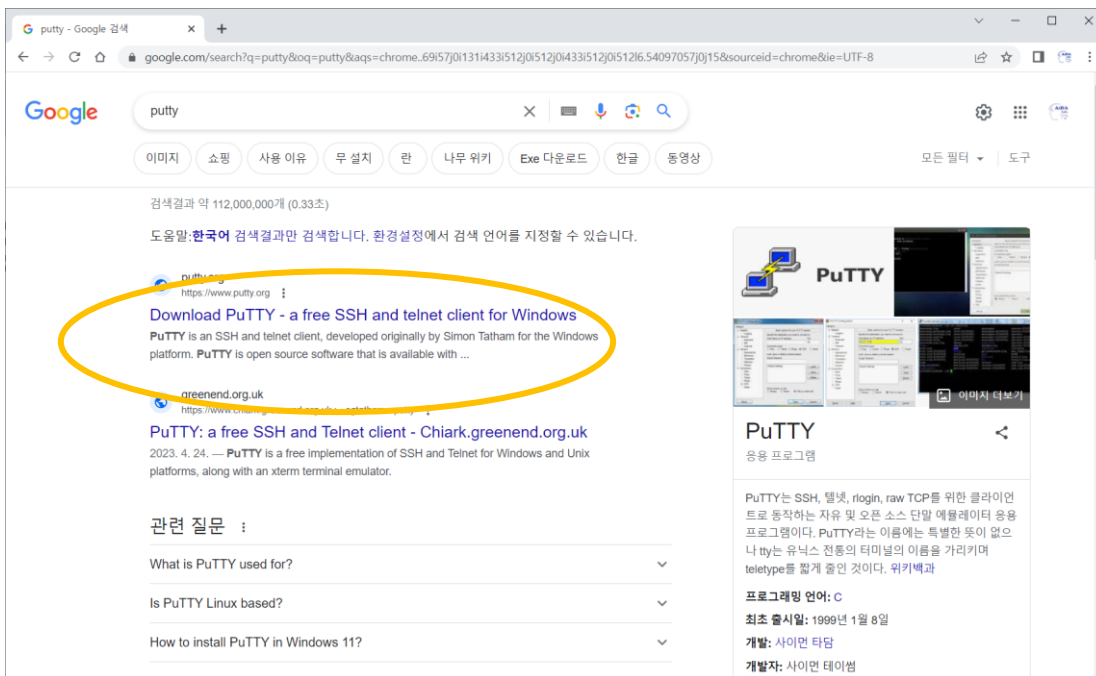 putty - Google 검색
google.com/search?q=putty&oq=putty&aqs=chrome..69i57j0i131i433i512j0i512j0i433i512j0i512l6.54097057j0j15&sourceid=chrome&ie=UTF-8
Google
putty
이미지
쇼핑
사용 이유
무 설치
란
나무 위키
Exe 다운로드
한글
동영상
모든 필터
도구
검색결과 약 112,000,000개 (0.33초)
도움말:한국어 검색결과만 검색합니다. 환경설정에서 검색 언어를 지정할 수 있습니다.
putty.org
https://www.putty.org
Download PuTTY - a free SSH and telnet client for Windows
PuTTY is an SSH and telnet client, developed originally by Simon Tatham for the Windows
platform. PuTTY is open source software that is available with ...
greenend.org.uk
PuTTY: a free SSH and Telnet client - Chiark.greenend.org.uk
2023. 4. 24. — PuTTY is a free implementation of SSH and Telnet for Windows and Unix
platforms, along with an xterm terminal emulator.
관련 질문
What is PuTTY used for?
Is PuTTY Linux based?
How to install PuTTY in Windows 11?
PuTTY
이미지 더보기
PuTTY
응용 프로그램
PuTTY는 SSH, 텔넷, rlogin, raw TCP를 위한 클라이언
트로 동작하는 자유 및 오픈 소스 단말 에뮬레이터 응용
프로그램이다. PuTTY라는 이름에는 특별한 뜻이 없으
나 tty는 유닉스 전통의 터미널의 이름을 가리키며
teletype를 짧게 줄인 것이다. 위키백과
프로그래밍 언어: C
최초 출시일: 1999년 1월 8일
개발: 사이먼 타담
개발자: 사이먼 테이썸